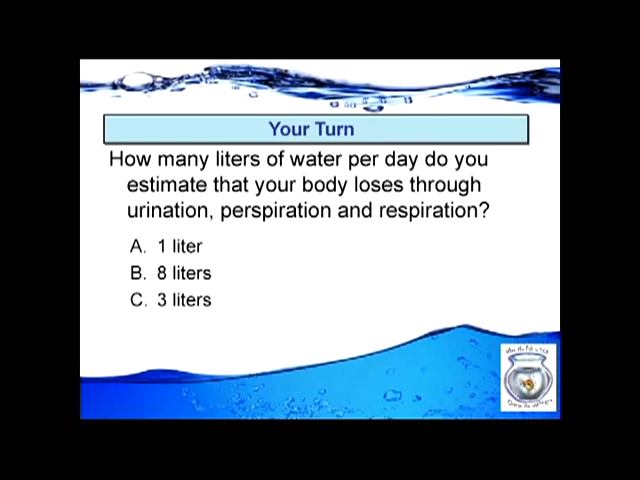 Your Turn
How many liters of water per day do you
estimate that your body loses through
urination, perspiration and respiration?
A. 1 liter
B. 8 liters
C. 3 liters